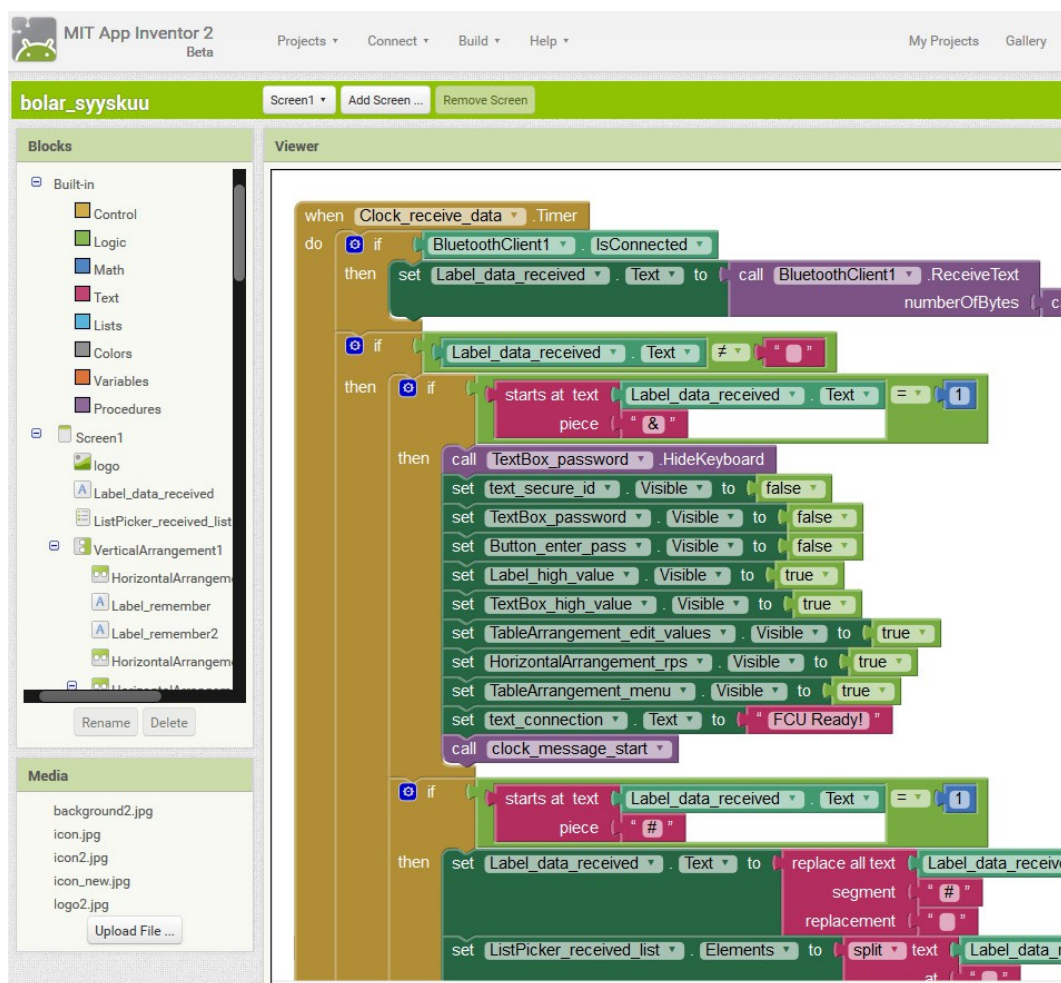 MIT App Inventor 2
Beta
Projects Connect Build Help My Projects Gallery
bolar_syyskuu Screen1 Add Screen ... Remove Screen
Blocks
Built-in
Control
Logic
Math
Text
Lists
Colors
Variables
Procedures
Screen1
logo
Label_data_received
ListPicker_received_list
VerticalArrangement1
HorizontalArrangem
Label_remember
Label_remember2
HorizontalArrangem
Rename Delete
Media
background2.jpg
icon.jpg
icon2.jpg
icon_new.jpg
logo2.jpg
Upload File ...
Viewer
when Clock_receive_data .Timer
do if BluetoothClient1 . IsConnected
then set Label_data_received . Text to call BluetoothClient1 .ReceiveText
numberOfBytes
if Label_data_received . Text ≠ " "
then if starts at text Label_data_received . Text = 1
piece " & "
then call TextBox_password .HideKeyboard
set text_secure_id . Visible to false
set TextBox_password . Visible to false
set Button_enter_pass . Visible to false
set Label_high_value . Visible to true
set TextBox_high_value . Visible to true
set TableArrangement_edit_values . Visible to true
set HorizontalArrangement_rps . Visible to true
set TableArrangement_menu . Visible to true
set text_connection . Text to " FCU Ready! "
call clock_message_start
if starts at text Label_data_received . Text = 1
piece " # "
then set Label_data_received . Text to replace all text Label_data_receive
segment " # "
replacement " "
set ListPicker_received_list . Elements to split text Label_data_r
at " "